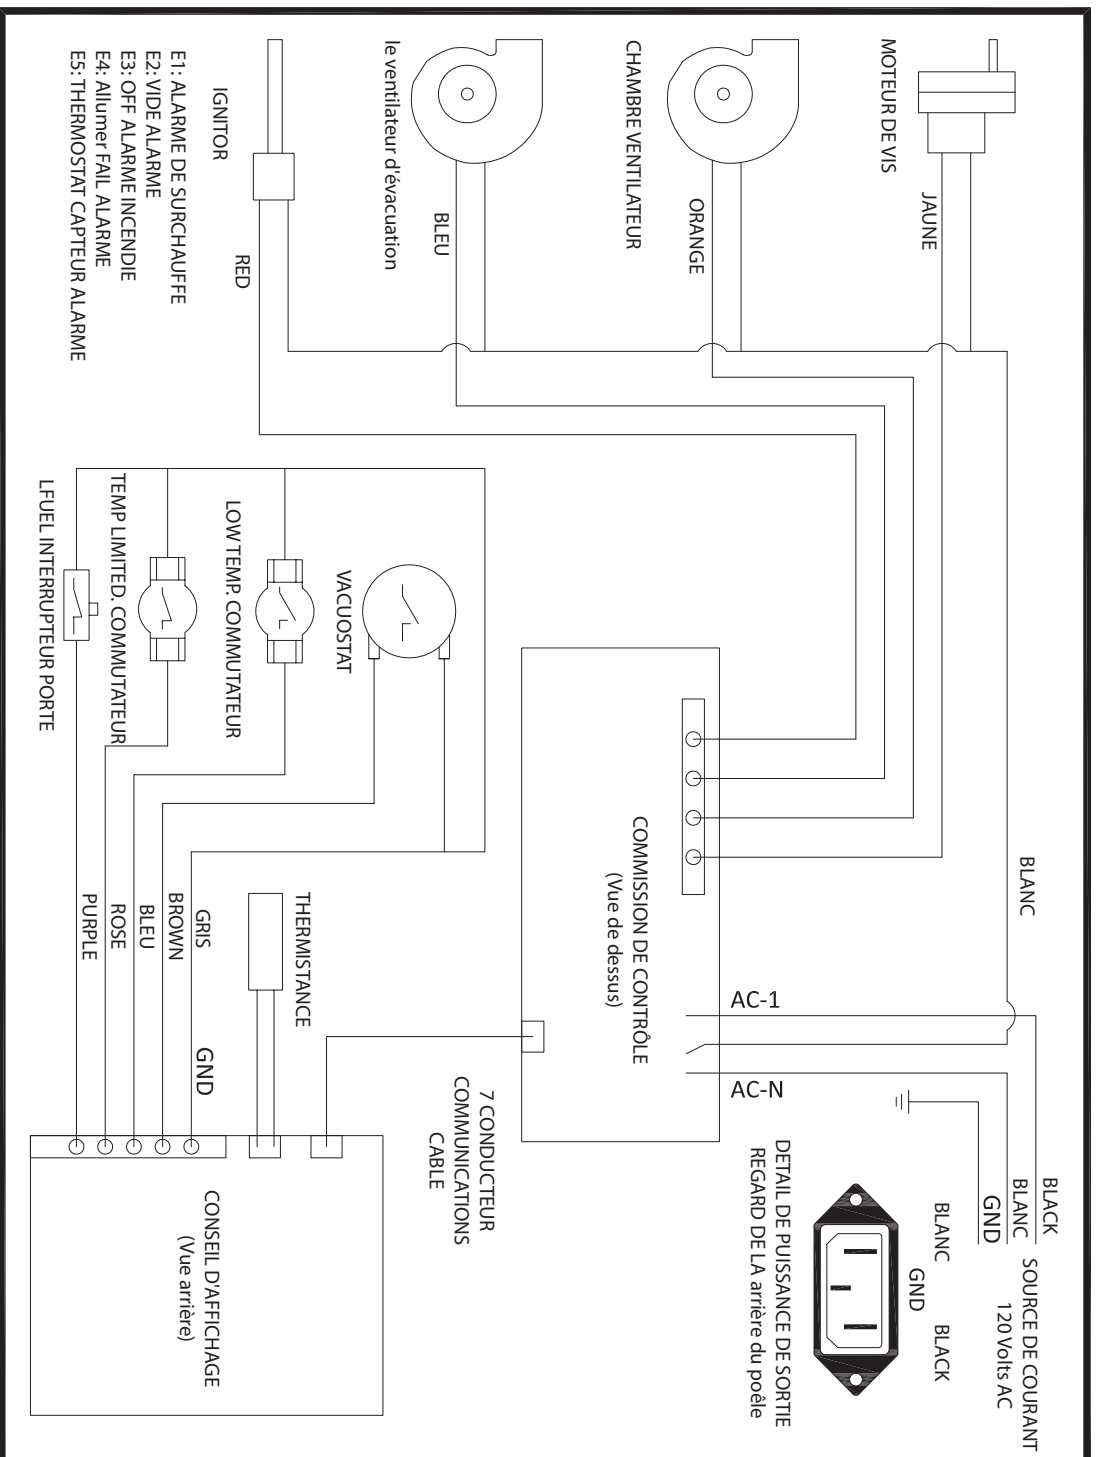 SOURCE DE COURANT
120 Volts AC
BLACK
BLANC
GND
BLANC
GND
BLACK
DETAIL DE PUISSANCE DE SORTIE
REGARD DE LA arrière du poêle
BLANC
AC-1
AC-N
MOTEUR DE VIS
JAUNE
CHAMBRE VENTILATEUR
ORANGE
le ventilateur d'évacuation
BLEU
IGNITOR
RED
COMMISSION DE CONTRÔLE
(Vue de dessus)
7 CONDUCTEUR
COMMUNICATIONS
CABLE
VACUOSTAT
LOW TEMP. COMMUTATEUR
TEMP LIMITED. COMMUTATEUR
LFUEL INTERRUPTEUR PORTE
THERMISTANCE
GND
GRIS
BROWN
BLEU
ROSE
PURPLE
CONSEIL D'AFFICHAGE
(Vue arrière)
E1: ALARME DE SURCHAUFFE
E2: VIDE ALARME
E3: OFF ALARME INCENDIE
E4: Allumer FAIL ALARME
E5: THERMOSTAT CAPTEUR ALARME